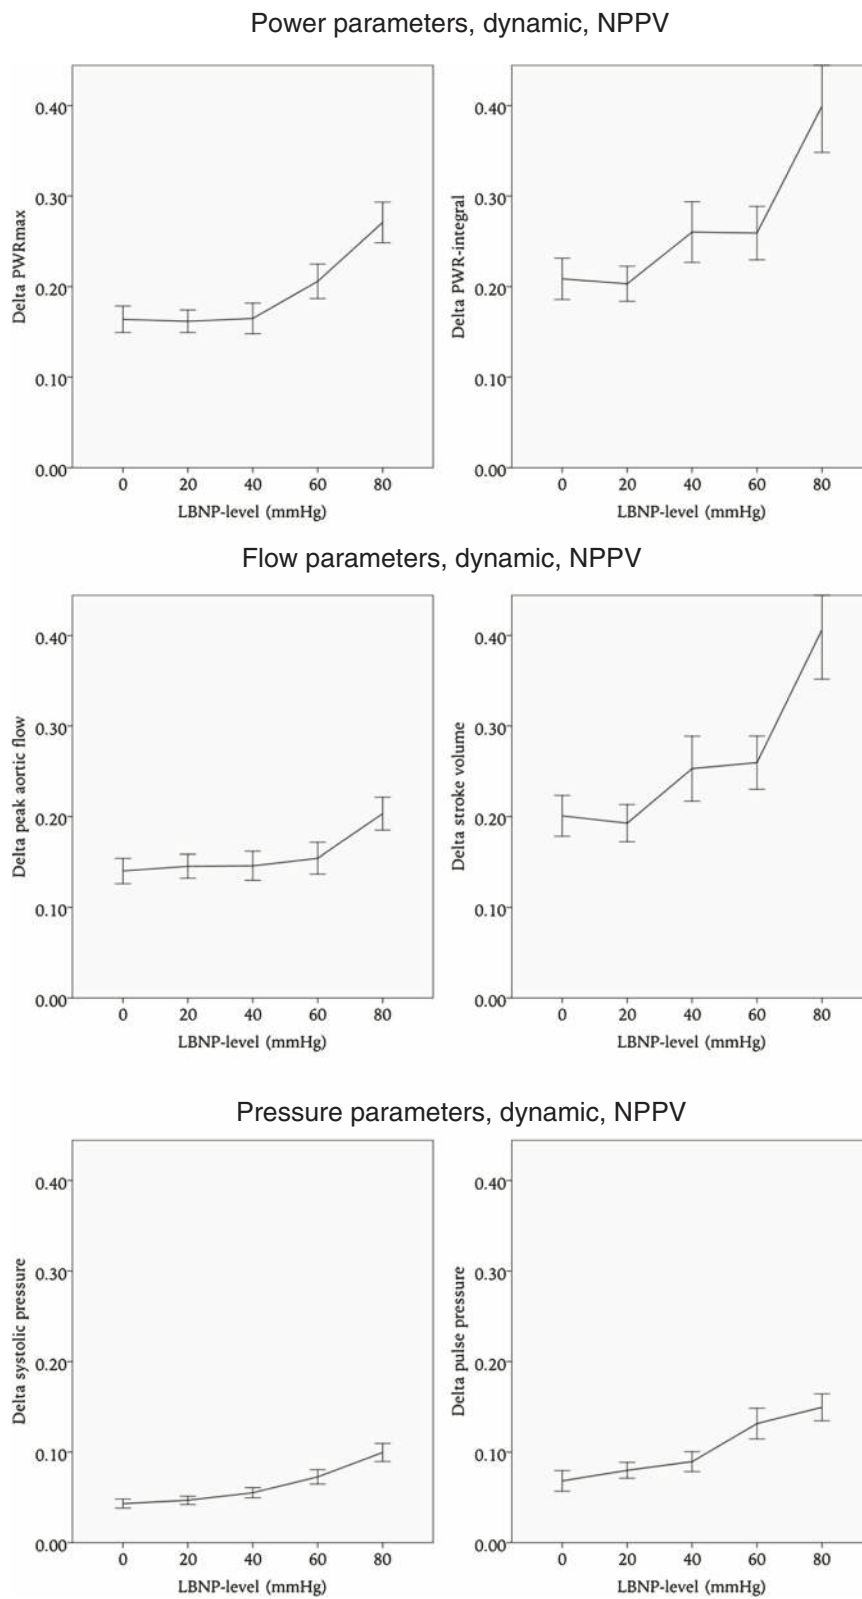 Power parameters, dynamic, NPPV
Delta PWRmax
0.40
0.30
0.20
0.10
0.00
0 20 40 60 80
LBNP-level (mmHg)
Delta PWR-integral
0.40
0.30
0.20
0.10
0.00
0 20 40 60 80
LBNP-level (mmHg)
Flow parameters, dynamic, NPPV
Delta peak aortic flow
0.40
0.30
0.20
0.10
0.00
0 20 40 60 80
LBNP-level (mmHg)
Delta stroke volume
0.40
0.30
0.20
0.10
0.00
0 20 40 60 80
LBNP-level (mmHg)
Pressure parameters, dynamic, NPPV
Delta systolic pressure
0.40
0.30
0.20
0.10
0.00
0 20 40 60 80
LBNP-level (mmHg)
Delta pulse pressure
0.40
0.30
0.20
0.10
0.00
0 20 40 60 80
LBNP-level (mmHg)